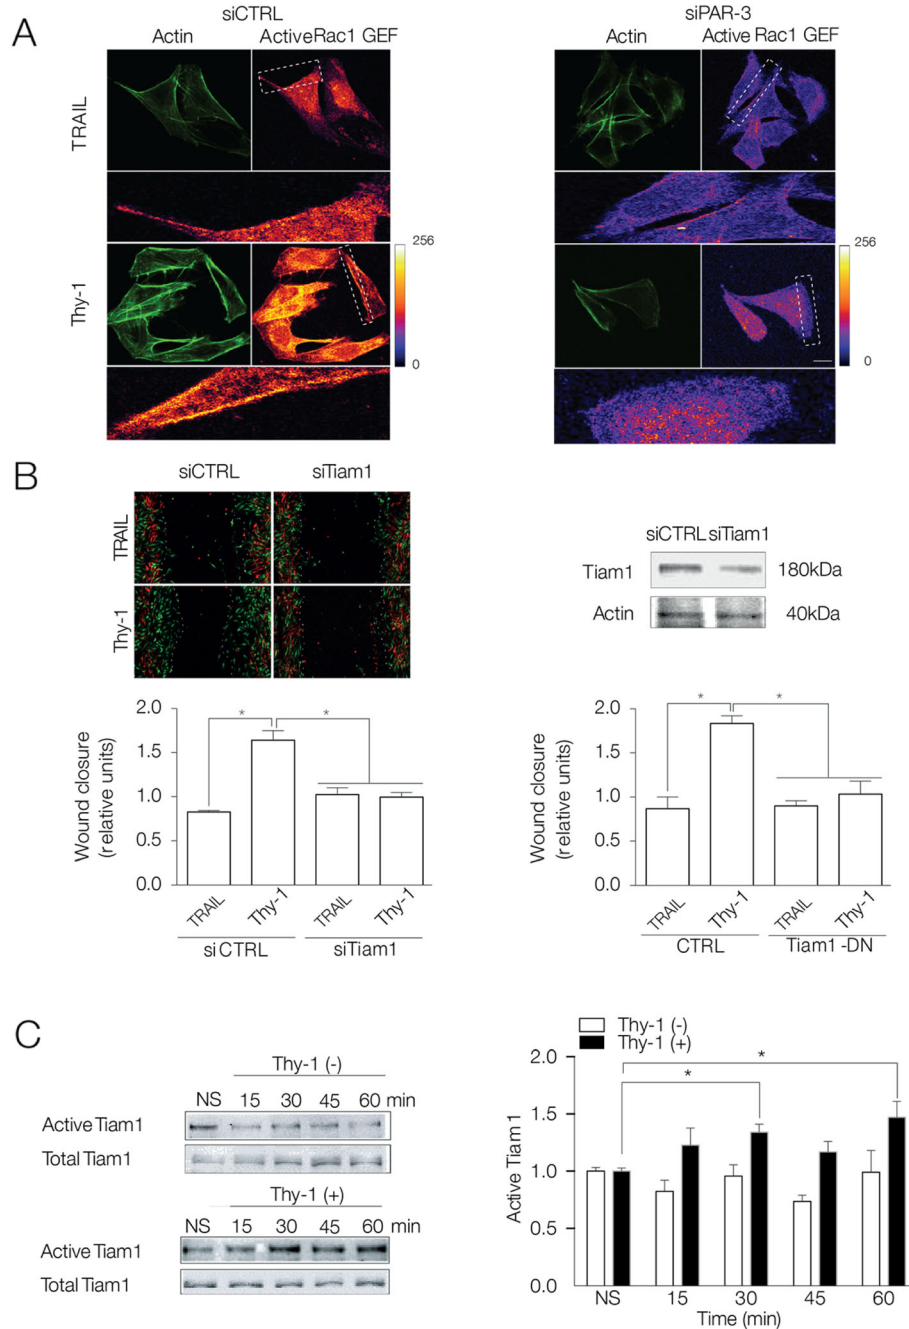 A
siCTRL
Actin
Active Rac1 GEF
TRAIL
256
Thy-1
0
siPAR-3
Actin
Active Rac1 GEF
256
0
B
siCTRL
siTiam1
TRAIL
Thy-1
siCTRL siTiam1
Tiam1
180kDa
Actin
40kDa
Wound closure
(relative units)
2.0
1.5
1.0
0.5
0.0
*
*
TRAIL
Thy-1
TRAIL
Thy-1
siCTRL
siTiam1
Wound closure
(relative units)
2.0
1.5
1.0
0.5
0.0
*
*
TRAIL
Thy-1
TRAIL
Thy-1
CTRL
Tiam1 -DN
C
Thy-1 (-)
NS 15 30 45 60 min
Active Tiam1
Total Tiam1
Thy-1 (+)
NS 15 30 45 60 min
Active Tiam1
Total Tiam1
Thy-1 (-)
Thy-1 (+)
Active Tiam 1
2.0
1.5
1.0
0.5
0.0
*
*
NS 15 30 45 60
Time (min)